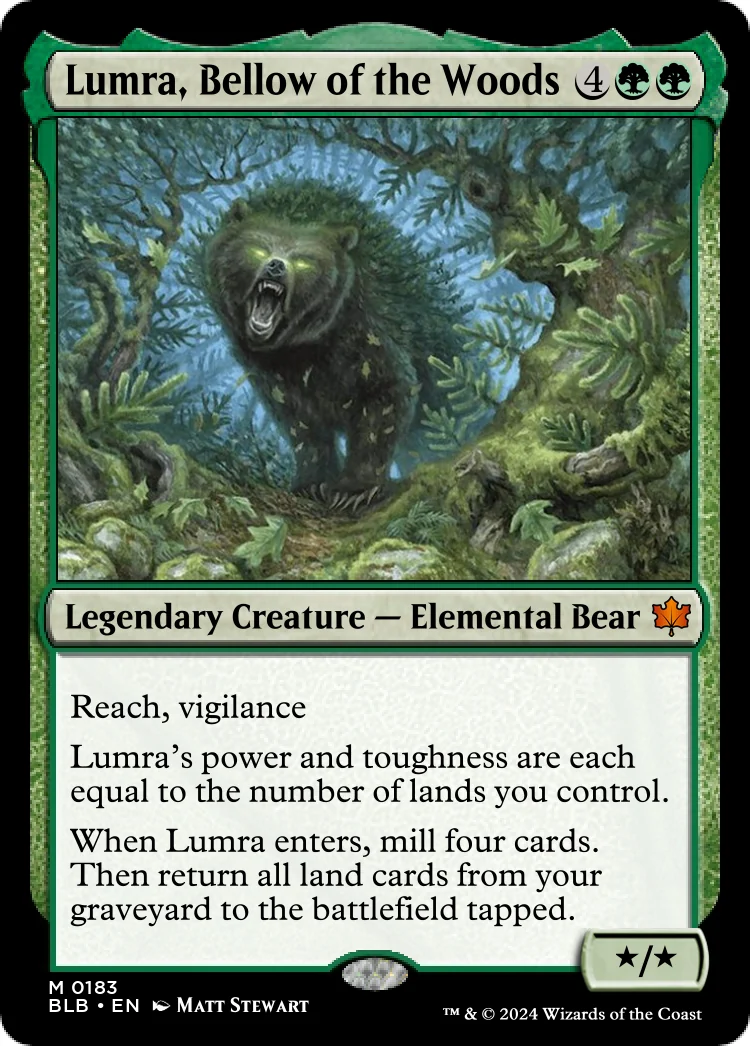 Lumra, Bellow of the Woods 4
Legendary Creature — Elemental Bear
Reach, vigilance
Lumra’s power and toughness are each
equal to the number of lands you control.
When Lumra enters, mill four cards.
Then return all land cards from your
graveyard to the battlefield tapped.
★/★
M 0183
BLB • EN Matt Stewart
™ & © 2024 Wizards of the Coast